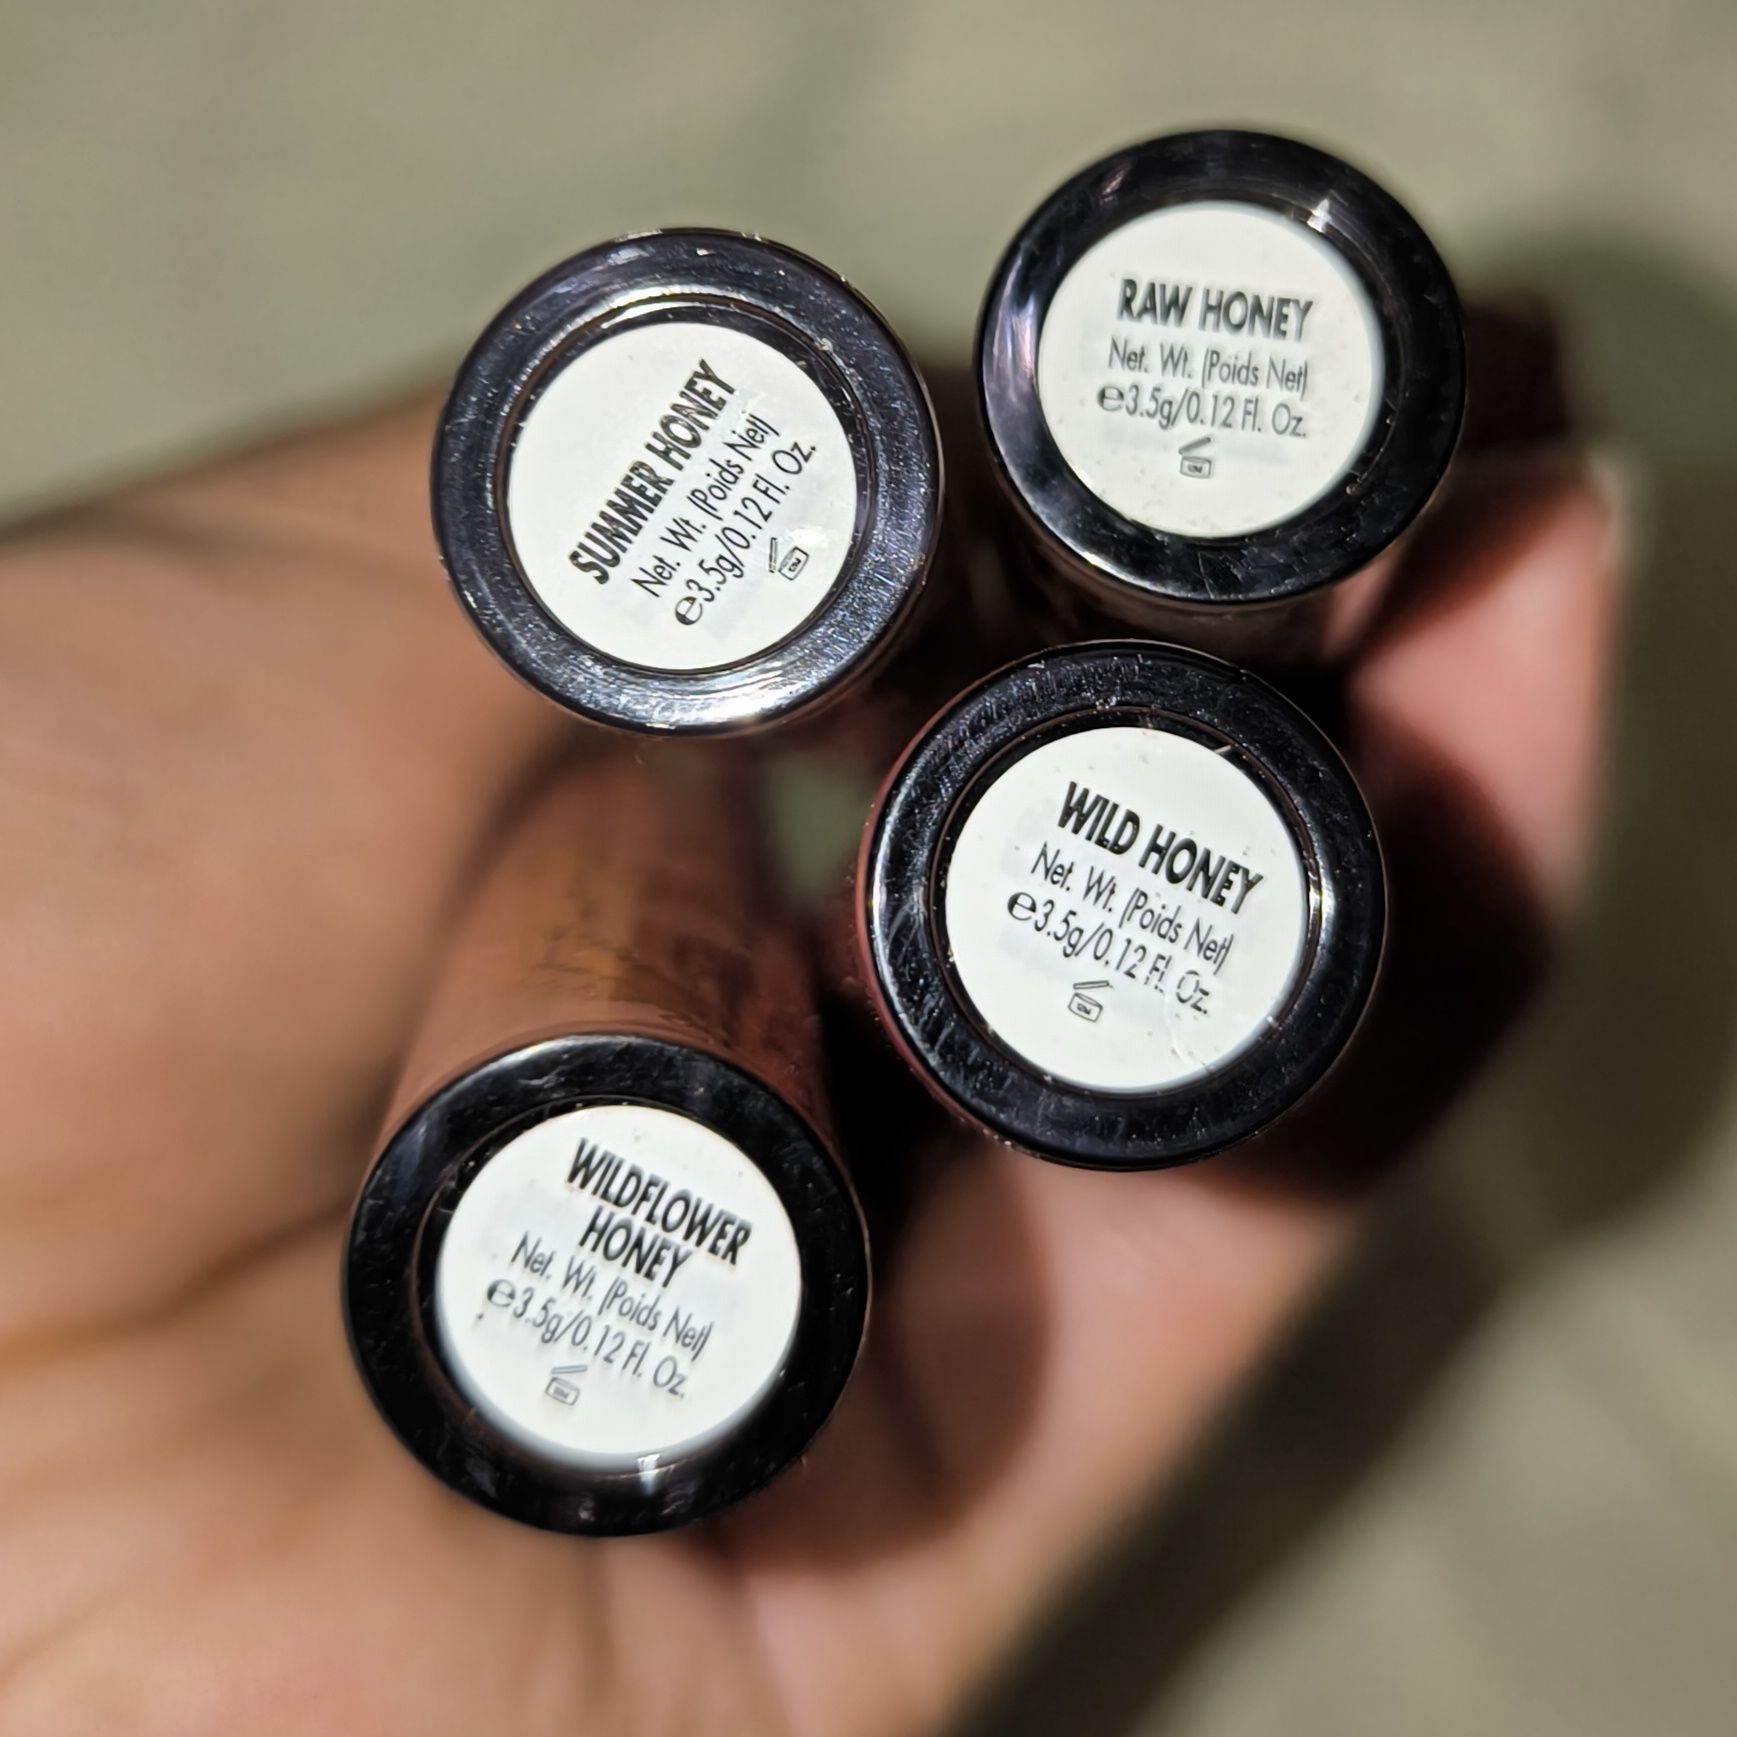 SUMMER HONEY
Net. Wt. (Poids Net)
℮3.5g/0.12 Fl. Oz.
RAW HONEY
Net. Wt. (Poids Net)
℮3.5g/0.12 Fl. Oz.
WILD HONEY
Net. Wt. (Poids Net)
℮3.5g/0.12 Fl. Oz.
WILDFLOWER
HONEY
Net. Wt. (Poids Net)
℮3.5g/0.12 Fl. Oz.